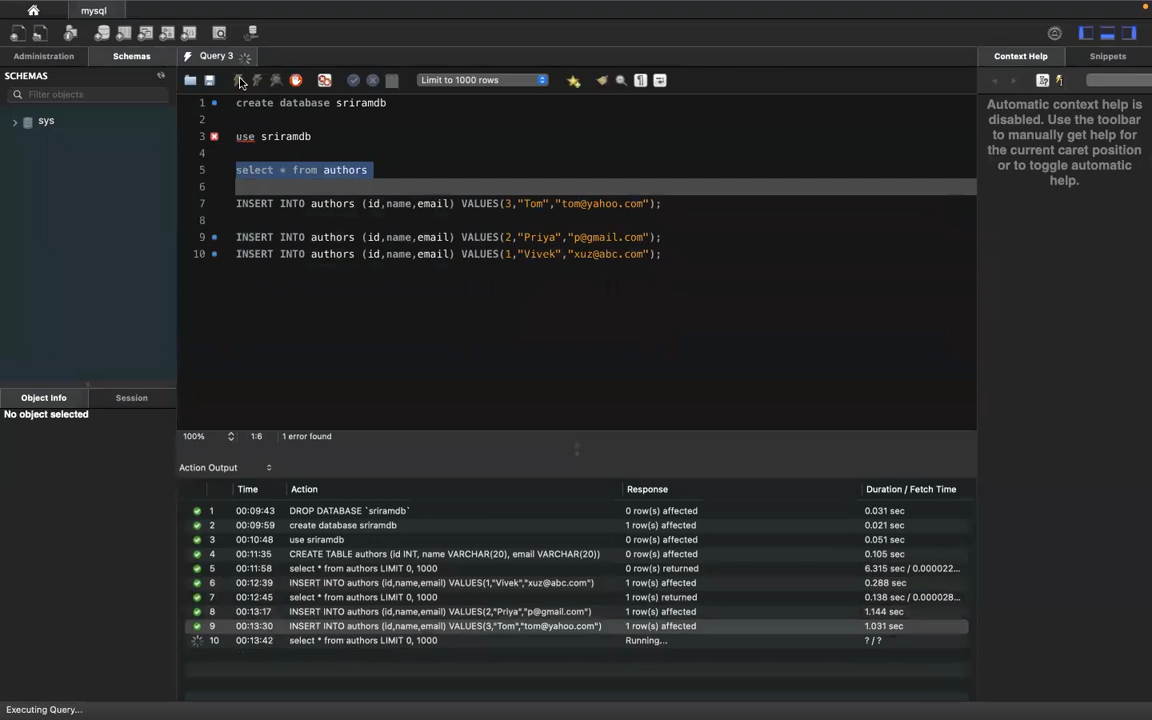 mysql
Administration
Schemas
Query 3
Context Help
Snippets
SCHEMAS
Filter objects
sys
Limit to 1000 rows
1 create database sriramdb
2
3 use sriramdb
4
5 select * from authors
6
7 INSERT INTO authors (id,name,email) VALUES(3,"Tom","tom@yahoo.com");
8
9 INSERT INTO authors (id,name,email) VALUES(2,"Priya","p@gmail.com");
10 INSERT INTO authors (id,name,email) VALUES(1,"Vivek","xuz@abc.com");
Automatic context help is
disabled. Use the toolbar
to manually get help for
the current caret position
or to toggle automatic
help.
Object Info
Session
No object selected
100%
1:6
1 error found
Action Output
Time Action Response Duration / Fetch Time
1 00:09:43 DROP DATABASE `sriramdb` 0 row(s) affected 0.031 sec
2 00:09:59 create database sriramdb 1 row(s) affected 0.021 sec
3 00:10:48 use sriramdb 0 row(s) affected 0.051 sec
4 00:11:35 CREATE TABLE authors (id INT, name VARCHAR(20), email VARCHAR(20)) 0 row(s) affected 0.105 sec
5 00:11:58 select * from authors LIMIT 0, 1000 0 row(s) returned 6.315 sec / 0.000022...
6 00:12:39 INSERT INTO authors (id,name,email) VALUES(1,"Vivek","xuz@abc.com") 1 row(s) affected 0.288 sec
7 00:12:45 select * from authors LIMIT 0, 1000 1 row(s) returned 0.138 sec / 0.000028...
8 00:13:17 INSERT INTO authors (id,name,email) VALUES(2,"Priya","p@gmail.com") 1 row(s) affected 1.144 sec
9 00:13:30 INSERT INTO authors (id,name,email) VALUES(3,"Tom","tom@yahoo.com") 1 row(s) affected 1.031 sec
10 00:13:42 select * from authors LIMIT 0, 1000 Running... ? / ?
Executing Query...